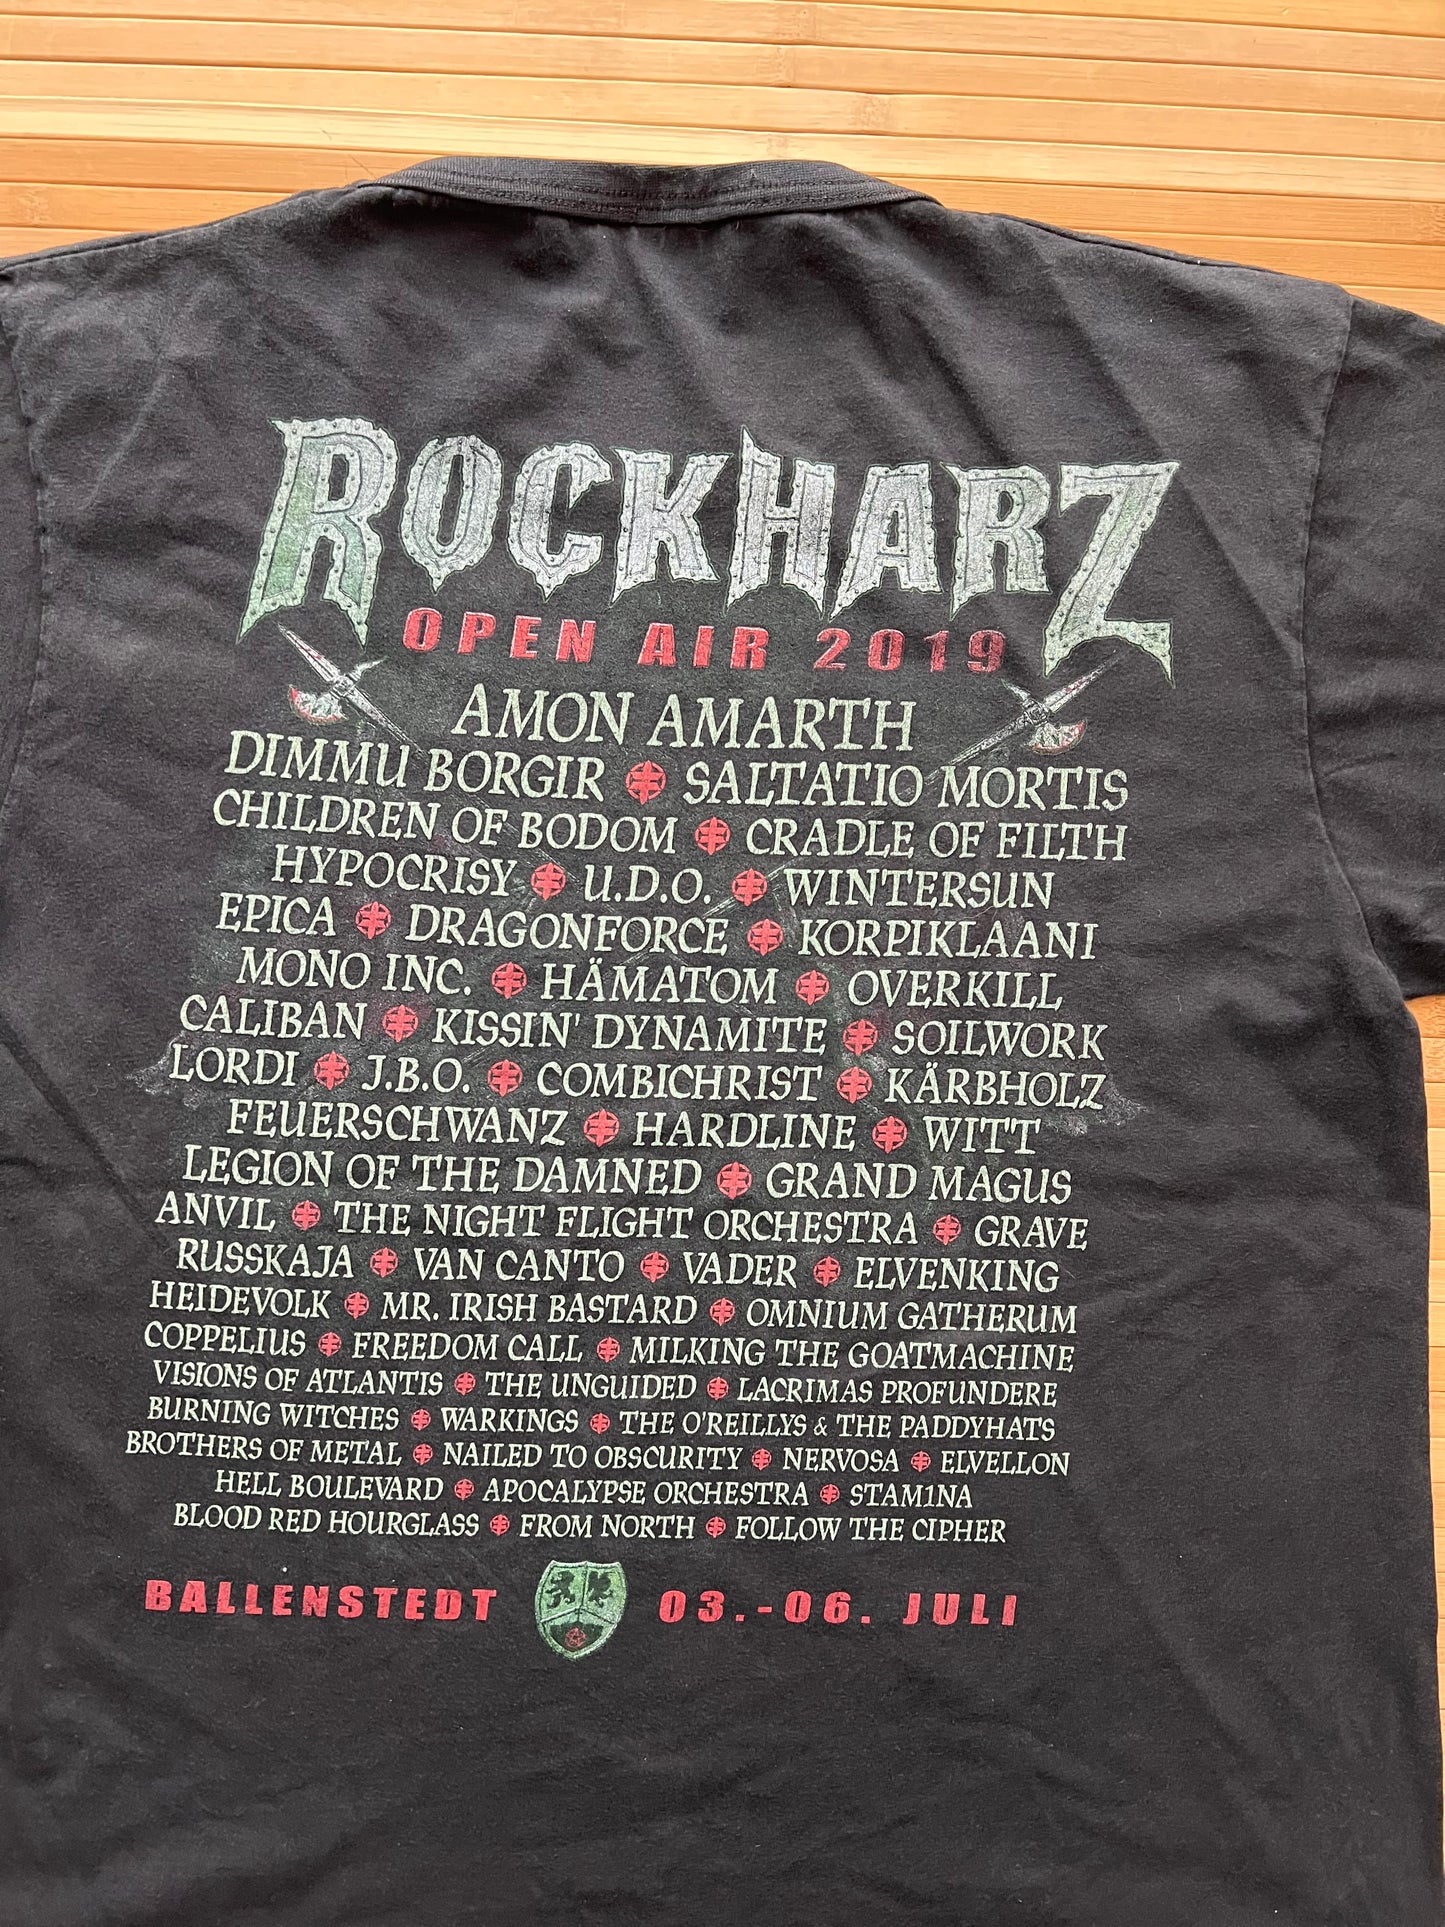 ROCKHARZ
OPEN AIR 2019
AMON AMARTH
DIMMU BORGIR SALTATIO MORTIS
CHILDREN OF BODOM CRADLE OF FILTH
HYPOCRISY U.D.O. WINTERSUN
EPICA DRAGONFORCE KORPIKLAANI
MONO INC. HÄMATOM OVERKILL
CALIBAN KISSIN' DYNAMITE SOILWORK
LORDI J.B.O. COMBICHRIST KÄRBHOLZ
FEUERSCHWANZ HARDLINE WITT
LEGION OF THE DAMNED GRAND MAGUS
ANVIL THE NIGHT FLIGHT ORCHESTRA GRAVE
RUSSKAJA VAN CANTO VADER ELVENKING
HEIDEVOLK MR. IRISH BASTARD OMNIUM GATHERUM
COPPELIUS FREEDOM CALL MILKING THE GOATMACHINE
VISIONS OF ATLANTIS THE UNGUIDED LACRIMAS PROFUNDERE
BURNING WITCHES WARKINGS THE O'REILLYS & THE PADDYHATS
BROTHERS OF METAL NAILED TO OBSCURITY NERVOSA ELVELLON
HELL BOULEVARD APOCALYPSE ORCHESTRA STAM1NA
BLOOD RED HOURGLASS FROM NORTH FOLLOW THE CIPHER
BALLENSTEDT 03.-06. JULI